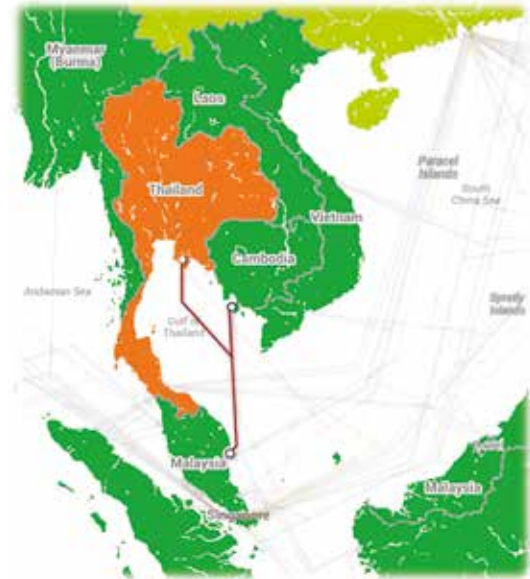 Myanmar
(Burma)
Laos
Thailand
Paracel
Islands
South
China Sea
Vietnam
Cambodia
Andaman Sea
Gulf of
Thailand
Spratly
Islands
Malaysia
Malaysia
Singapore